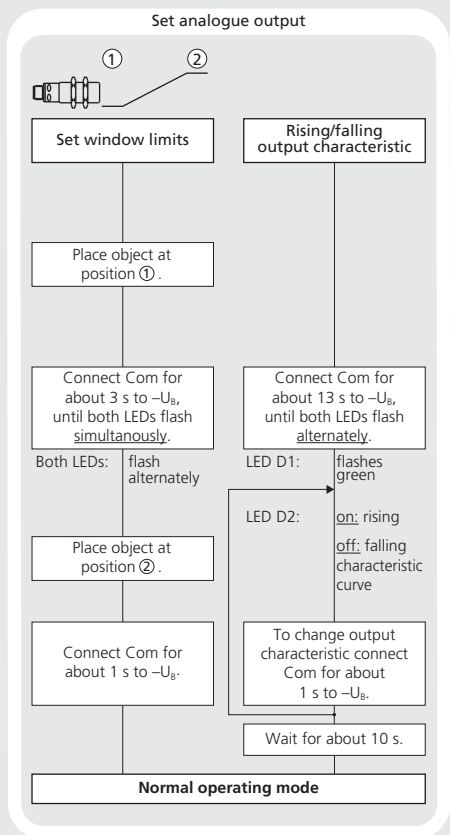 Set analogue output
① ②
Set window limits
Rising/falling
output characteristic
Place object at
position ①.
Connect Com for
about 3 s to –U_B,
until both LEDs flash
simultanously.
Both LEDs: flash
alternately
Place object at
position ②.
Connect Com for
about 1 s to –U_B.
Connect Com for
about 13 s to –U_B,
until both LEDs flash
alternately.
LED D1: flashes
green
LED D2: on: rising
off: falling
characteristic
curve
To change output
characteristic connect
Com for about
1 s to –U_B.
Wait for about 10 s.
Normal operating mode